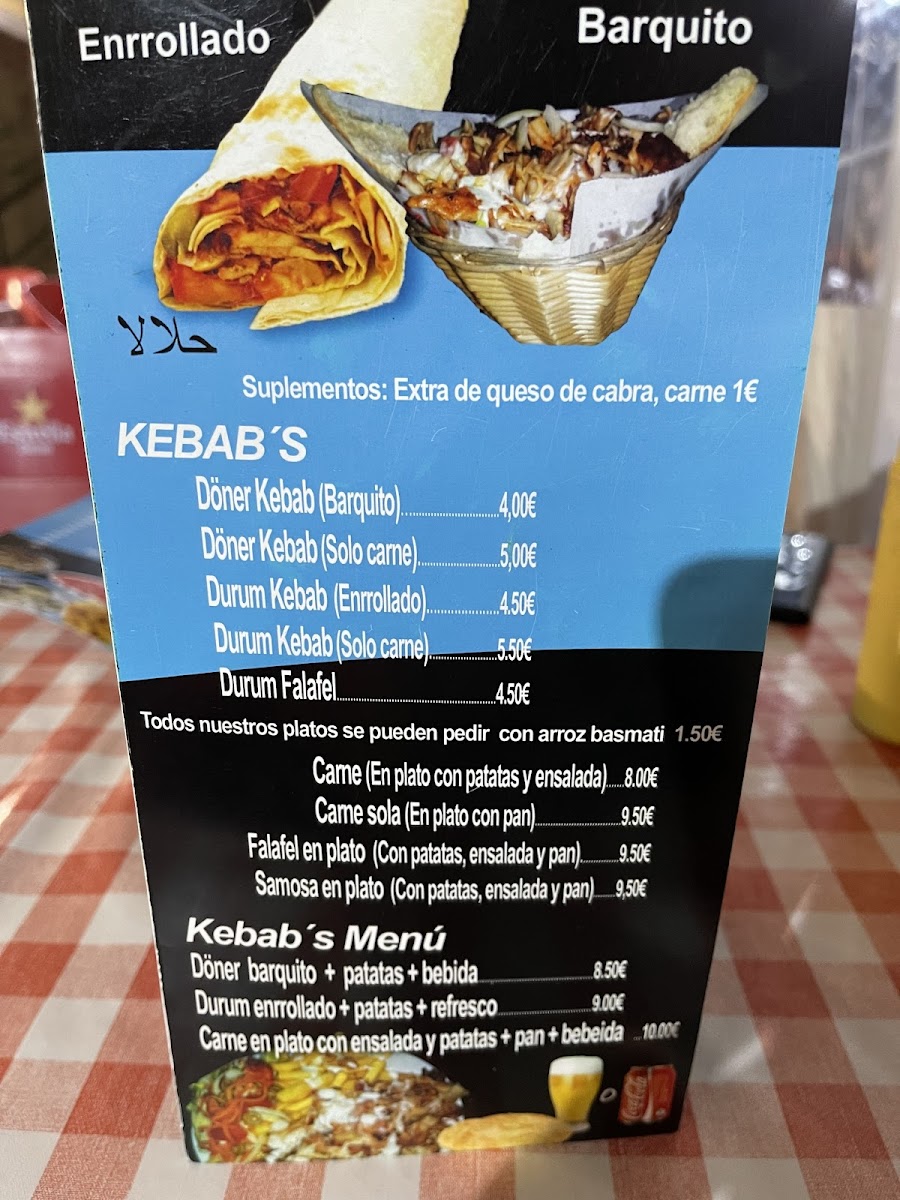 Enrrollado
Barquito
حلالا
Suplementos: Extra de queso de cabra, carne 1€
KEBAB´S
Döner Kebab (Barquito)........................4,00€
Döner Kebab (Solo carne)....................5,00€
Durum Kebab (Enrrollado)..................4.50€
Durum Kebab (Solo carne).................5.50€
Durum Falafel........................................4.50€
Todos nuestros platos se pueden pedir con arroz basmati 1.50€
Carne (En plato con patatas y ensalada)......8.00€
Carne sola (En plato con pan)........................9.50€
Falafel en plato (Con patatas, ensalada y pan)............9.50€
Samosa en plato (Con patatas, ensalada y pan)......9,50€
Kebab´s Menú
Döner barquito + patatas + bebida................................8.50€
Durum enrrollado + patatas + refresco..........................9.00€
Carne en plato con ensalada y patatas + pan + bebeida ...10.00€
o
Coca-Cola